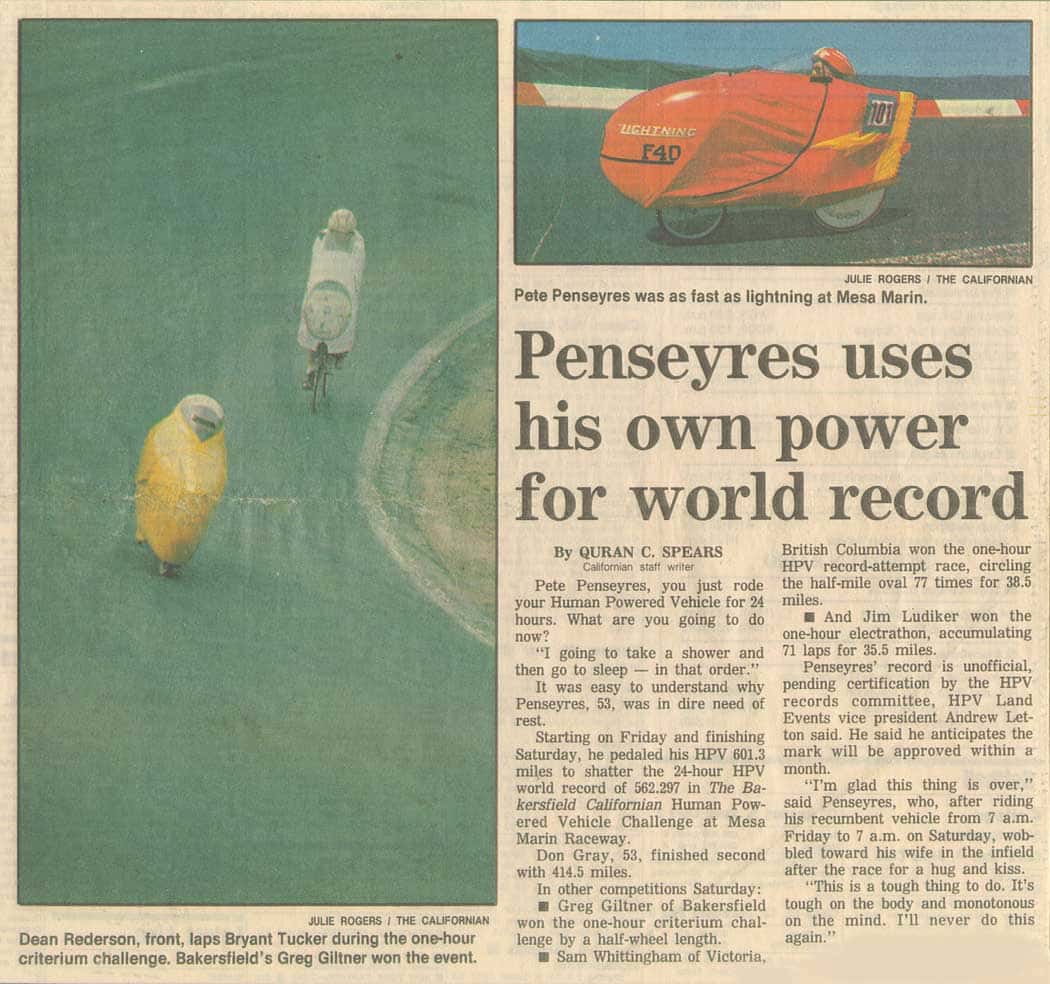 LIGHTNING
F40
101
JULIE ROGERS / THE CALIFORNIAN
Pete Penseyres was as fast as lightning at Mesa Marin.
JULIE ROGERS / THE CALIFORNIAN
Dean Rederson, front, laps Bryant Tucker during the one-hour
criterium challenge. Bakersfield's Greg Giltner won the event.
Penseyres uses
his own power
for world record
By QURAN C. SPEARS
Californian staff writer
Pete Penseyres, you just rode
your Human Powered Vehicle for 24
hours. What are you going to do
now?
"I going to take a shower and
then go to sleep — in that order."
It was easy to understand why
Penseyres, 53, was in dire need of
rest.
Starting on Friday and finishing
Saturday, he pedaled his HPV 601.3
miles to shatter the 24-hour HPV
world record of 562.297 in The Ba-
kersfield Californian Human Pow-
ered Vehicle Challenge at Mesa
Marin Raceway.
Don Gray, 53, finished second
with 414.5 miles.
In other competitions Saturday:
■ Greg Giltner of Bakersfield
won the one-hour criterium chal-
lenge by a half-wheel length.
■ Sam Whittingham of Victoria,
British Columbia won the one-hour
HPV record-attempt race, circling
the half-mile oval 77 times for 38.5
miles.
■ And Jim Ludiker won the
one-hour electrathon, accumulating
71 laps for 35.5 miles.
Penseyres' record is unofficial,
pending certification by the HPV
records committee, HPV Land
Events vice president Andrew Let-
ton said. He said he anticipates the
mark will be approved within a
month.
"I'm glad this thing is over,"
said Penseyres, who, after riding
his recumbent vehicle from 7 a.m.
Friday to 7 a.m. on Saturday, wob-
bled toward his wife in the infield
after the race for a hug and kiss.
"This is a tough thing to do. It's
tough on the body and monotonous
on the mind. I'll never do this
again."